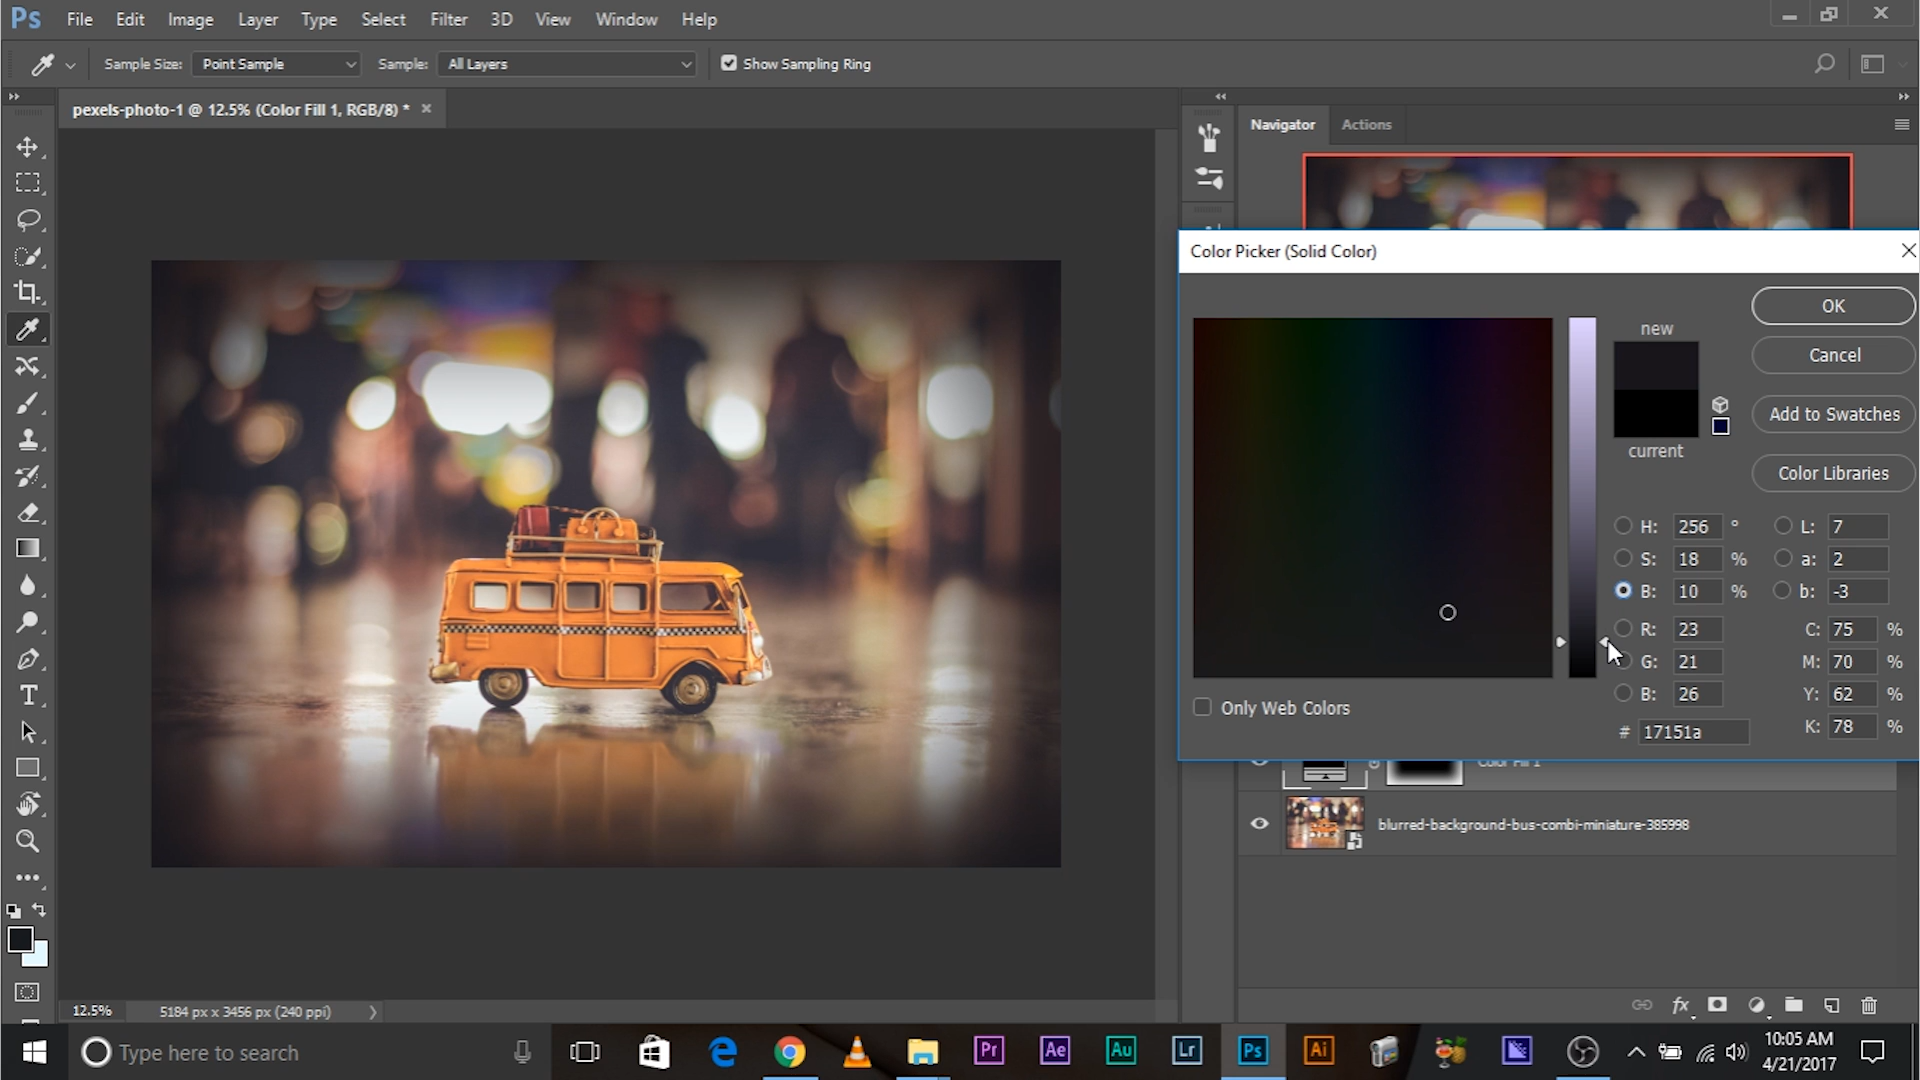 Ps File Edit Image Layer Type Select Filter 3D View Window Help
Sample Size: Point Sample Sample: All Layers Show Sampling Ring
pexels-photo-1 @ 12.5% (Color Fill 1, RGB/8) * ×
Navigator Actions
Color Picker (Solid Color)
OK
new
Cancel
Add to Swatches
current
Color Libraries
H: 256 ° L: 7
S: 18 % a: 2
B: 10 % b: -3
R: 23 C: 75 %
G: 21 M: 70 %
B: 26 Y: 62 %
Only Web Colors
# 17151a K: 78 %
Color Fill 1
blurred-background-bus-combi-miniature-385998
T
fx
12.5% 5184 px x 3456 px (240 ppi)
Type here to search
Pr Ae Au Lr Ps Ai
10:05 AM
4/21/2017